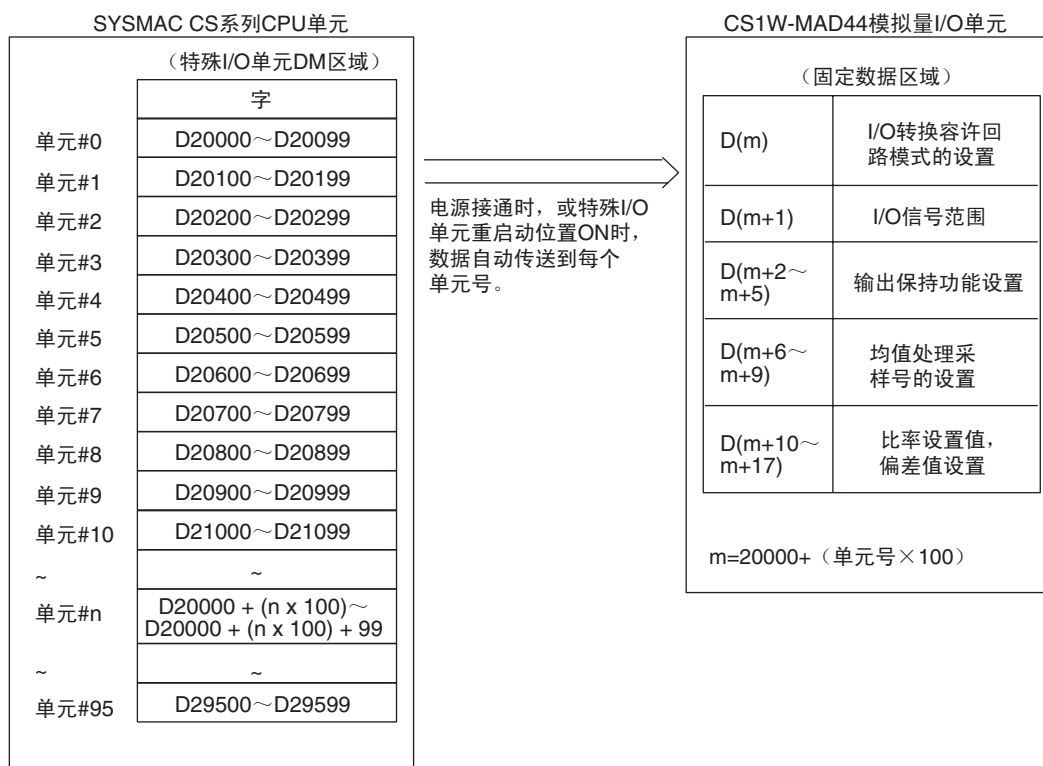 SYSMAC CS系列CPU单元
（特殊I/O单元DM区域）
字
单元#0 D20000～D20099
单元#1 D20100～D20199
单元#2 D20200～D20299
单元#3 D20300～D20399
单元#4 D20400～D20499
单元#5 D20500～D20599
单元#6 D20600～D20699
单元#7 D20700～D20799
单元#8 D20800～D20899
单元#9 D20900～D20999
单元#10 D21000～D21099
~ ~
单元#n D20000 + (n x 100)～
D20000 + (n x 100) + 99
~ ~
单元#95 D29500～D29599
电源接通时，或特殊I/O
单元重启动位置ON时，
数据自动传送到每个
单元号。
CS1W-MAD44模拟量I/O单元
（固定数据区域）
D(m) I/O转换容许回
路模式的设置
D(m+1) I/O信号范围
D(m+2～
m+5) 输出保持功能设置
D(m+6～ 均值处理采
m+9) 样号的设置
D(m+10～ 比率设置值，
m+17) 偏差值设置
m=20000+（单元号×100）